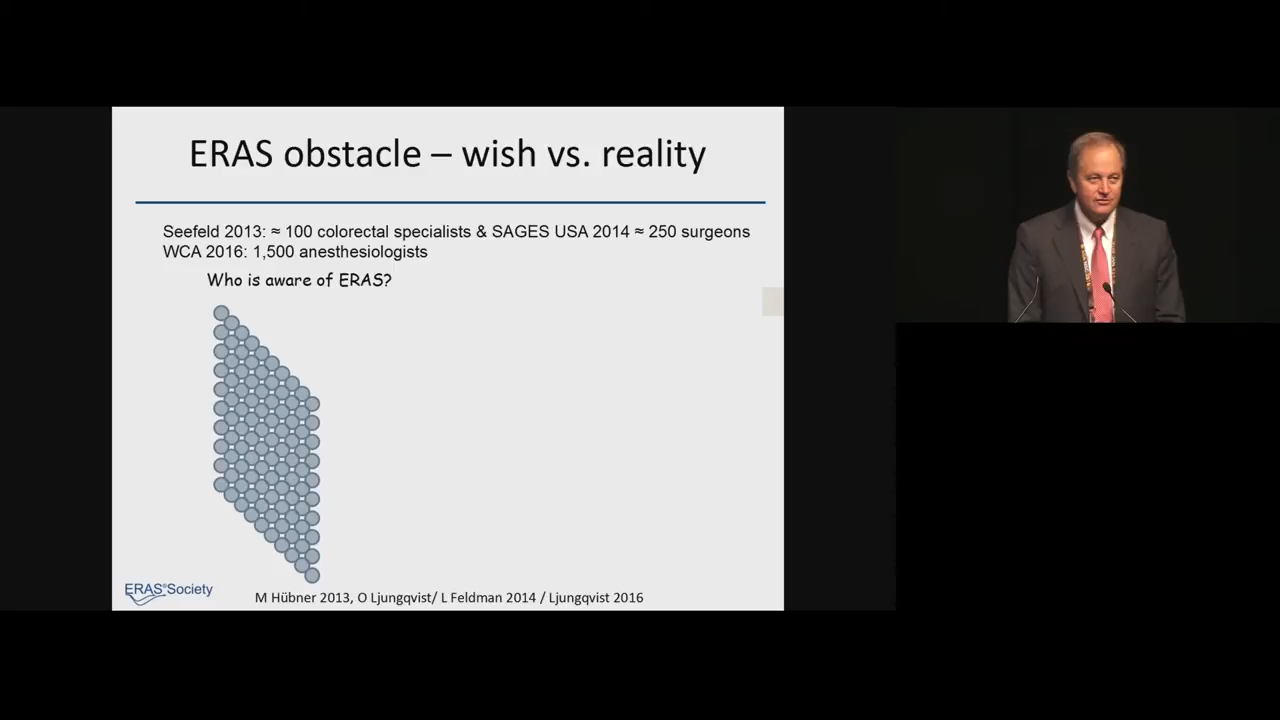 ERAS obstacle – wish vs. reality
Seefeld 2013: ≈ 100 colorectal specialists & SAGES USA 2014 ≈ 250 surgeons
WCA 2016: 1,500 anesthesiologists
Who is aware of ERAS?
ERAS®Society
M Hübner 2013, O Ljungqvist/ L Feldman 2014 / Ljungqvist 2016